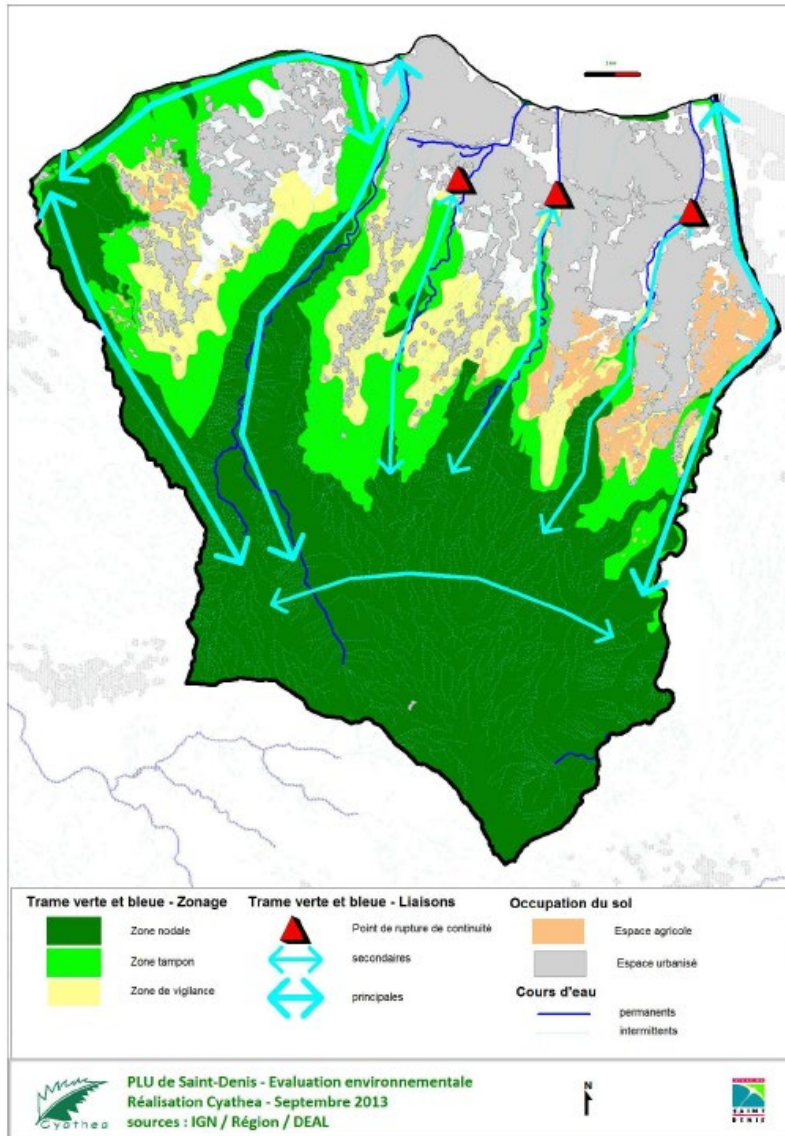 Trame verte et bleue - Zonage
Zone nodale
Zone tampon
Zone de vigilance
Trame verte et bleue - Liaisons
Point de rupture de continuité
secondaires
principales
Occupation du sol
Espace agricole
Espace urbanisé
Cours d'eau
permanents
intermittents
Cyathea
PLU de Saint-Denis - Evaluation environnementale
Réalisation Cyathea - Septembre 2013
sources : IGN / Région / DEAL
N
SAINT
DENIS